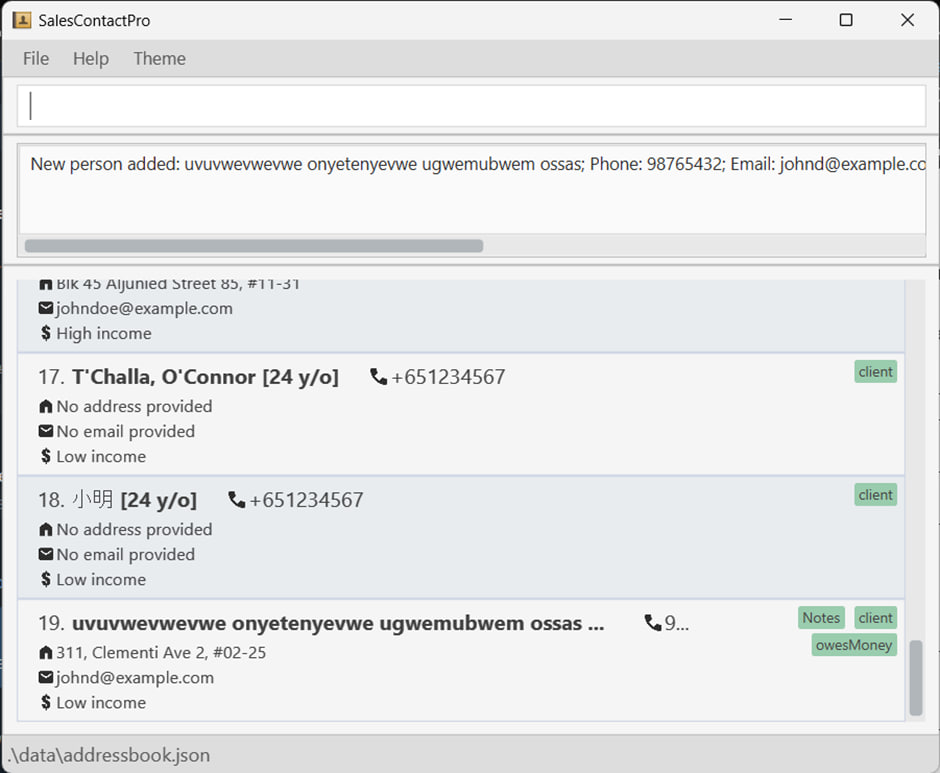 SalesContactPro
File Help Theme
New person added: uvuvwevwevwe onyetenyevwe ugwemubwem ossas; Phone: 98765432; Email: johnd@example.co
Blk 45 Aljunied Street 85, #11-31
johndoe@example.com
$ High income
17. T'Challa, O'Connor [24 y/o] +651234567 client
No address provided
No email provided
$ Low income
18. 小明 [24 y/o] +651234567 client
No address provided
No email provided
$ Low income
19. uvuvwevwevwe onyetenyevwe ugwemubwem ossas ... 9... Notes client
owesMoney
311, Clementi Ave 2, #02-25
johnd@example.com
$ Low income
.\data\addressbook.json